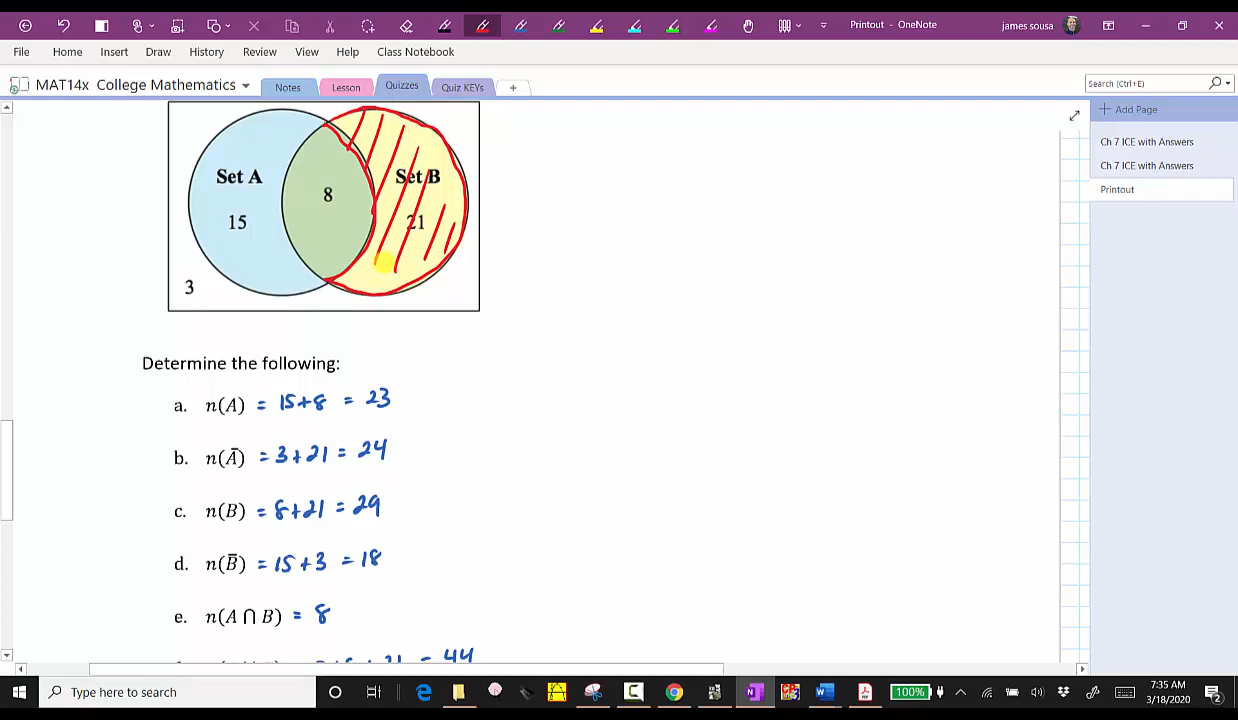 Printout - OneNote
james sousa
File Home Insert Draw History Review View Help Class Notebook
MAT14x College Mathematics Notes Lesson Quizzes Quiz KEYs +
Search (Ctrl+E)
Add Page
Ch 7 ICE with Answers
Ch 7 ICE with Answers
Printout
Set A Set B
8
15 21
3
Determine the following:
a. n(A) = 15+8 = 23
b. n(Ā) = 3+21 = 24
c. n(B) = 8+21 = 29
d. n(B̄) = 15+3 = 18
e. n(A ⋂ B) = 8
= 44
Type here to search
100%
7:35 AM
3/18/2020
2